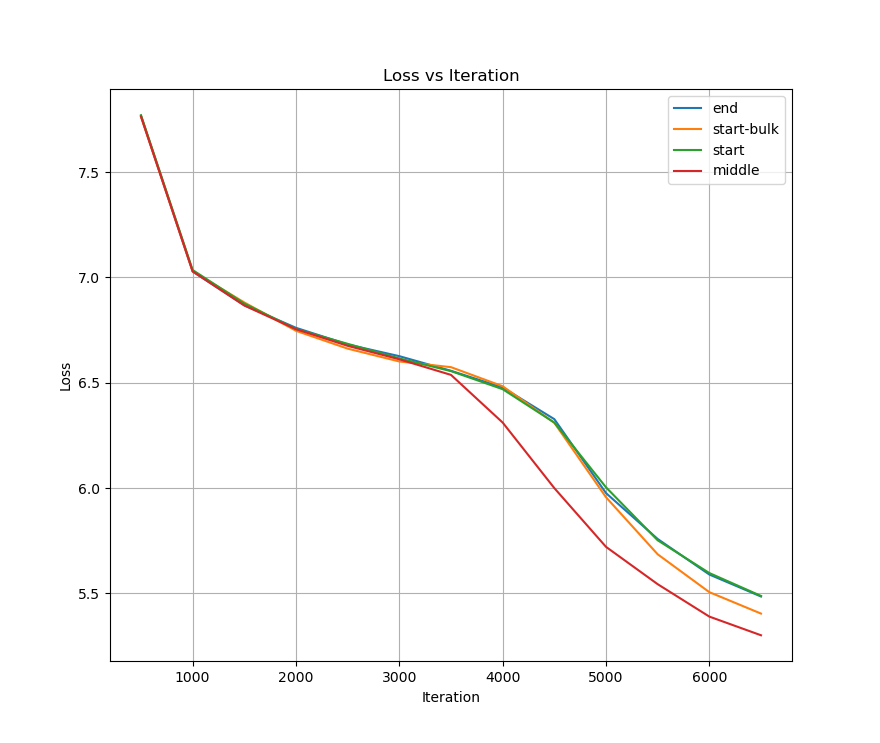 Loss vs Iteration
end
start-bulk
start
middle
7.5
7.0
6.5
6.0
5.5
Loss
1000 2000 3000 4000 5000 6000
Iteration